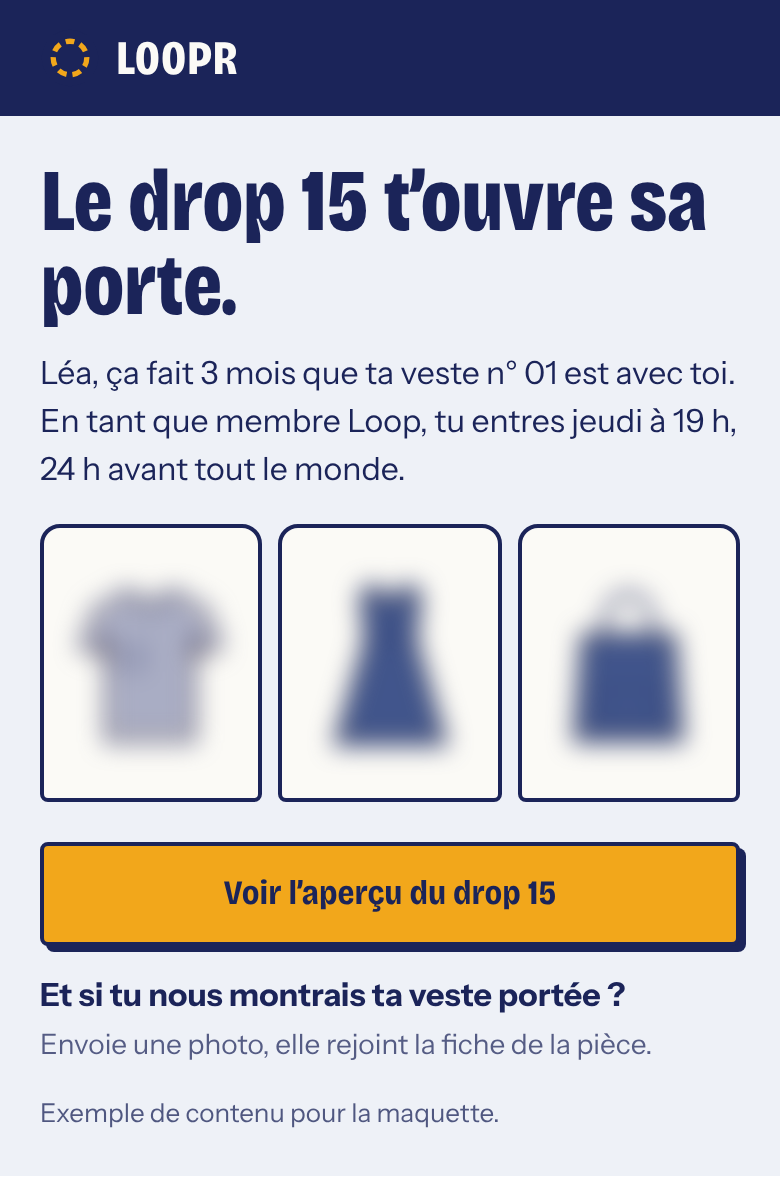 LOOPR
Le drop 15 t’ouvre sa
porte.
Léa, ça fait 3 mois que ta veste n° 01 est avec toi.
En tant que membre Loop, tu entres jeudi à 19 h,
24 h avant tout le monde.
Voir l’aperçu du drop 15
Et si tu nous montrais ta veste portée ?
Envoie une photo, elle rejoint la fiche de la pièce.
Exemple de contenu pour la maquette.